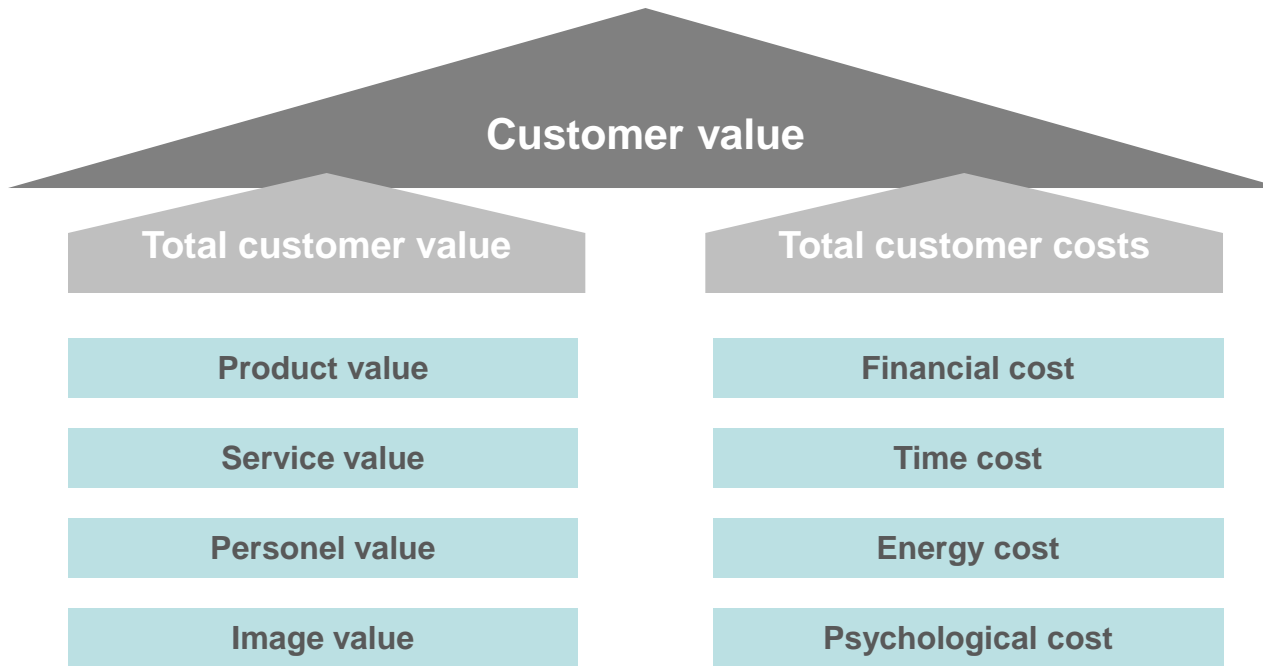 Customer value
Total customer value
Total customer costs
Product value
Financial cost
Service value
Time cost
Personel value
Energy cost
Image value
Psychological cost